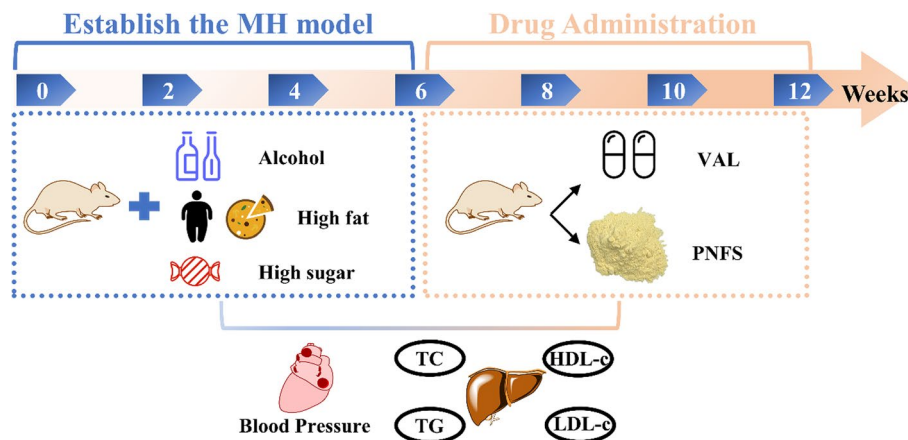 Establish the MH model
Drug Administration
0 2 4 6 8 10 12 Weeks
Alcohol
High fat
High sugar
VAL
PNFS
Blood Pressure
TC
HDL-c
TG
LDL-c